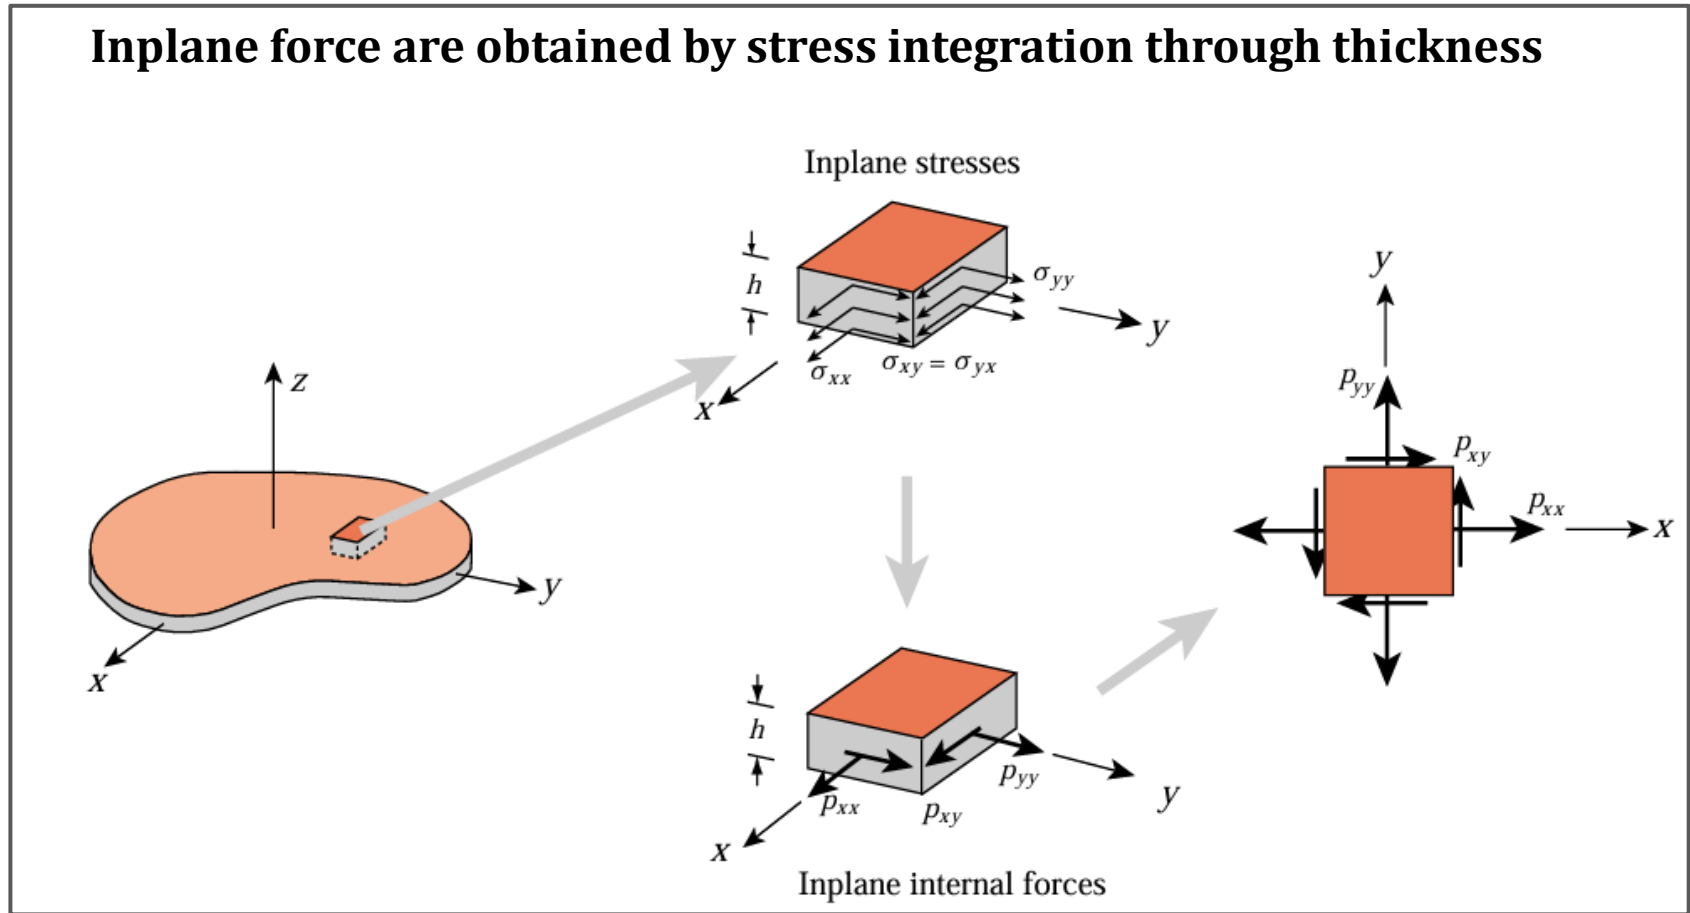 Inplane force are obtained by stress integration through thickness
Inplane stresses
h
σyy
y
σxx
σxy = σyx
x
z
y
x
y
pyy
pxy
pxx
x
h
pyy
pxx
pxy
y
x
Inplane internal forces